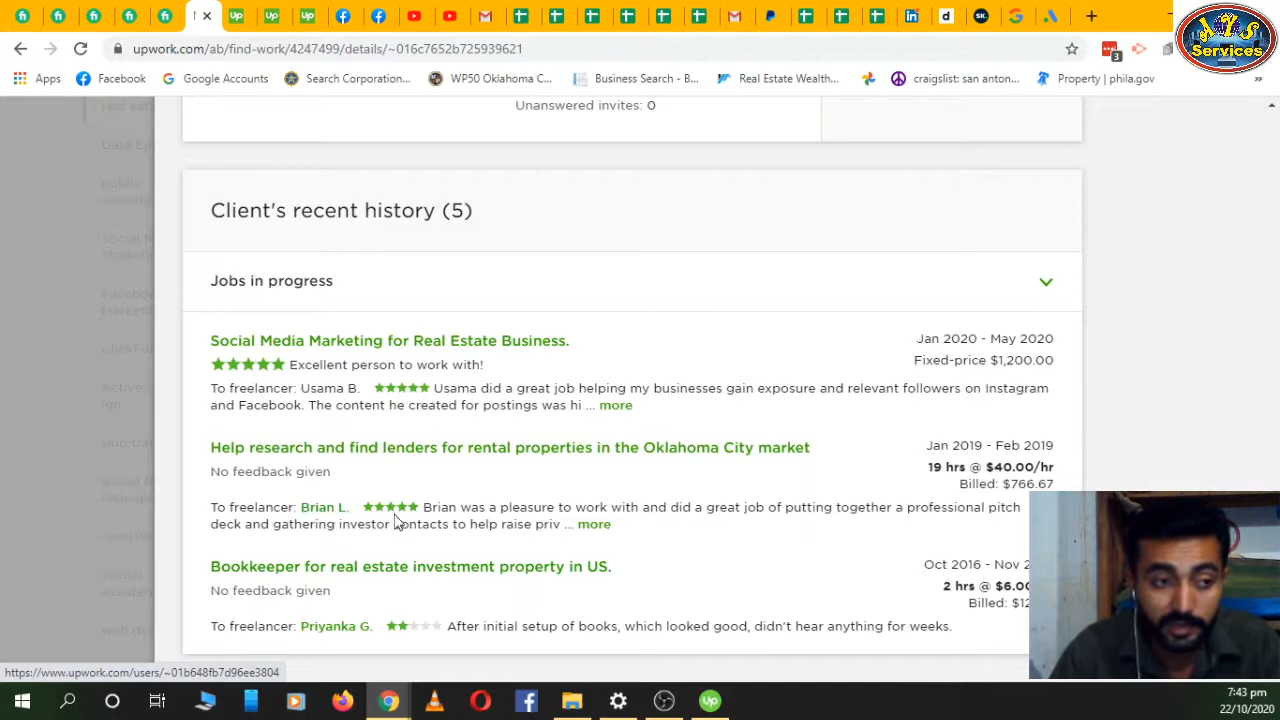 AYS
Services
upwork.com/ab/find-work/4247499/details/~016c7652b725939621
3
Apps
Facebook
Google Accounts
Search Corporation...
WP50 Oklahoma C...
Business Search - B...
Real Estate Wealth...
craigslist: san anton...
Property | phila.gov
Unanswered invites: 0
Client's recent history (5)
Jobs in progress
Social Media Marketing for Real Estate Business.
Jan 2020 - May 2020
Excellent person to work with!
Fixed-price $1,200.00
To freelancer: Usama B. Usama did a great job helping my businesses gain exposure and relevant followers on Instagram
and Facebook. The content he created for postings was hi ... more
Help research and find lenders for rental properties in the Oklahoma City market
Jan 2019 - Feb 2019
No feedback given
19 hrs @ $40.00/hr
Billed: $766.67
To freelancer: Brian L. Brian was a pleasure to work with and did a great job of putting together a professional pitch
deck and gathering investor contacts to help raise priv ... more
Bookkeeper for real estate investment property in US.
Oct 2016 - Nov 2
No feedback given
2 hrs @ $6.00
Billed: $12
To freelancer: Priyanka G. After initial setup of books, which looked good, didn't hear anything for weeks.
https://www.upwork.com/users/~01b648fb7d96ee3804
7:43 pm
22/10/2020